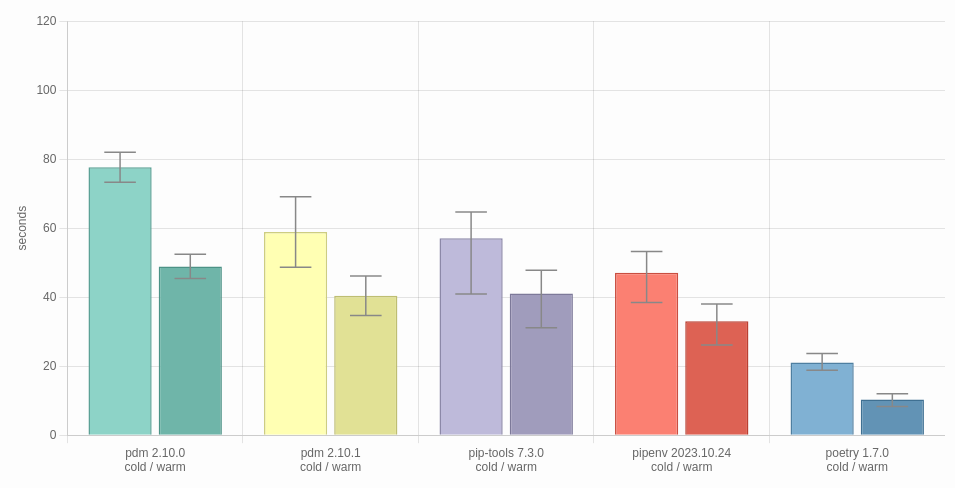 120
100
80
60
40
20
0
seconds
pdm 2.10.0
cold / warm
pdm 2.10.1
cold / warm
pip-tools 7.3.0
cold / warm
pipenv 2023.10.24
cold / warm
poetry 1.7.0
cold / warm